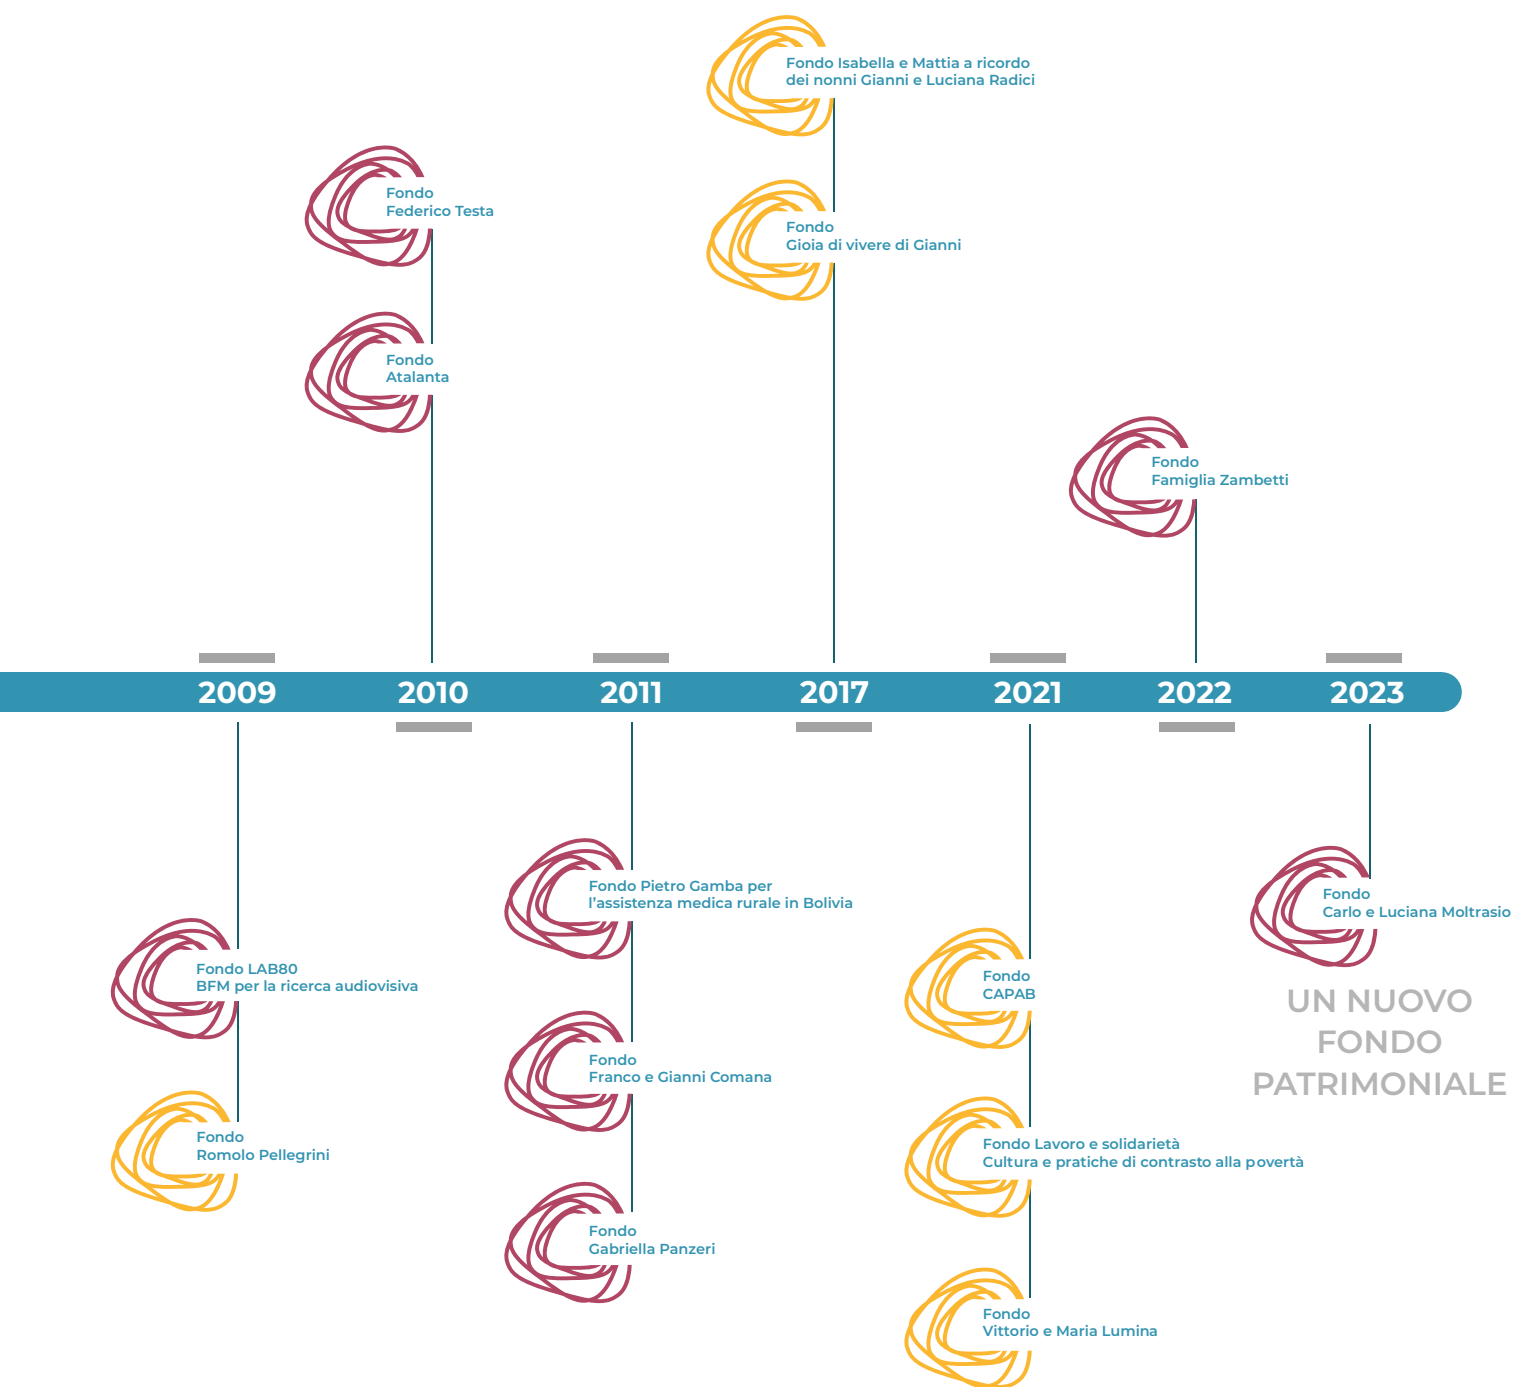 Fondo Isabella e Mattia a ricordo
dei nonni Gianni e Luciana Radici
Fondo
Federico Testa
Fondo
Gioia di vivere di Gianni
Fondo
Atalanta
Fondo
Famiglia Zambetti
2009
2010
2011
2017
2021
2022
2023
Fondo LAB80
BFM per la ricerca audiovisiva
Fondo
Romolo Pellegrini
Fondo Pietro Gamba per
l’assistenza medica rurale in Bolivia
Fondo
Franco e Gianni Comana
Fondo
Gabriella Panzeri
Fondo
CAPAB
Fondo Lavoro e solidarietà
Cultura e pratiche di contrasto alla povertà
Fondo
Vittorio e Maria Lumina
Fondo
Carlo e Luciana Moltrasio
UN NUOVO
FONDO
PATRIMONIALE